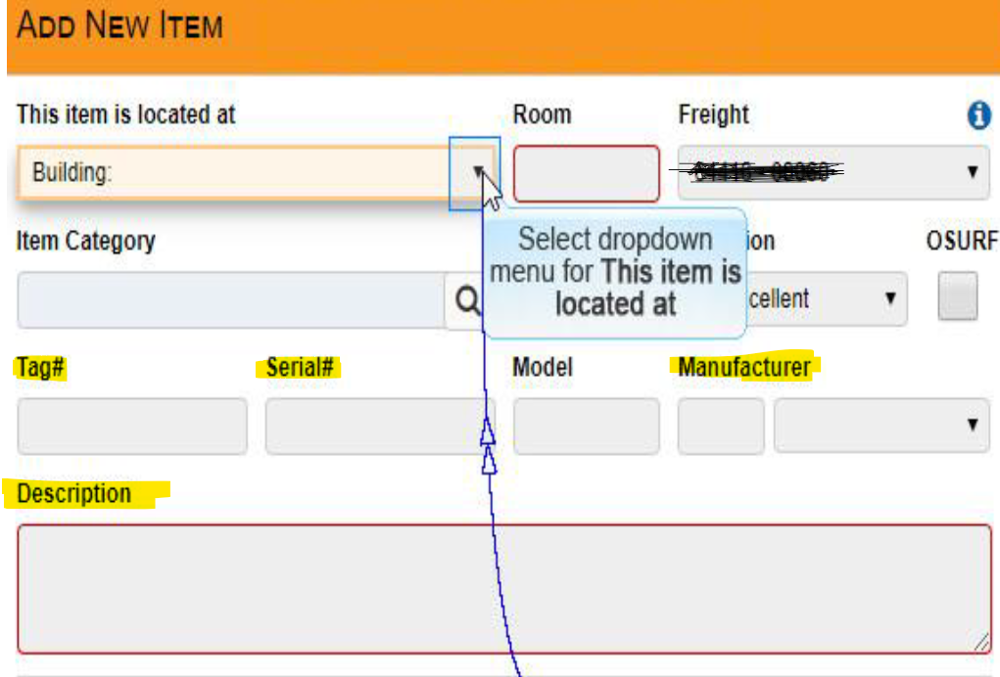 ADD NEW ITEM
This item is located at Room Freight
Building:
Item Category ion OSURF
Select dropdown
menu for This item is
located at
cellent
Tag# Serial# Model Manufacturer
Description